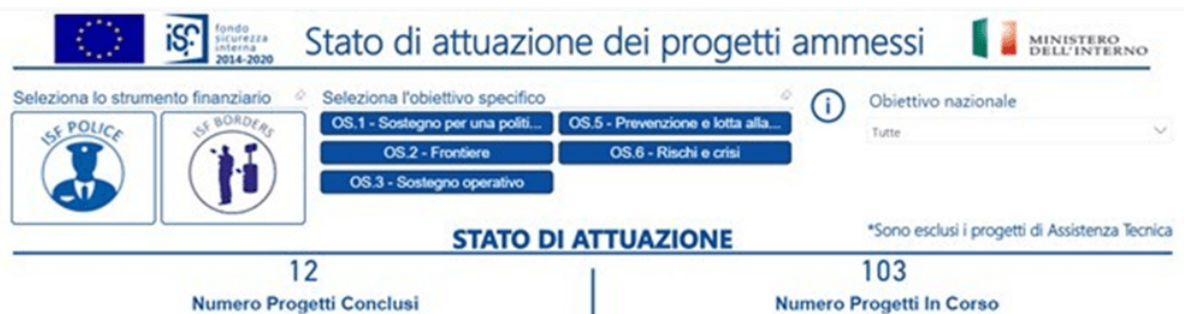 isf fondo sicurezza interna 2014-2020
Stato di attuazione dei progetti ammessi
MINISTERO
DELL'INTERNO
Seleziona lo strumento finanziario
ISF POLICE
ISF BORDERS
Seleziona l'obiettivo specifico
OS.1 - Sostegno per una politi...
OS.5 - Prevenzione e lotta alla...
OS.2 - Frontiere
OS.6 - Rischi e crisi
OS.3 - Sostegno operativo
i
Obiettivo nazionale
Tutte
*Sono esclusi i progetti di Assistenza Tecnica
STATO DI ATTUAZIONE
12
Numero Progetti Conclusi
103
Numero Progetti In Corso